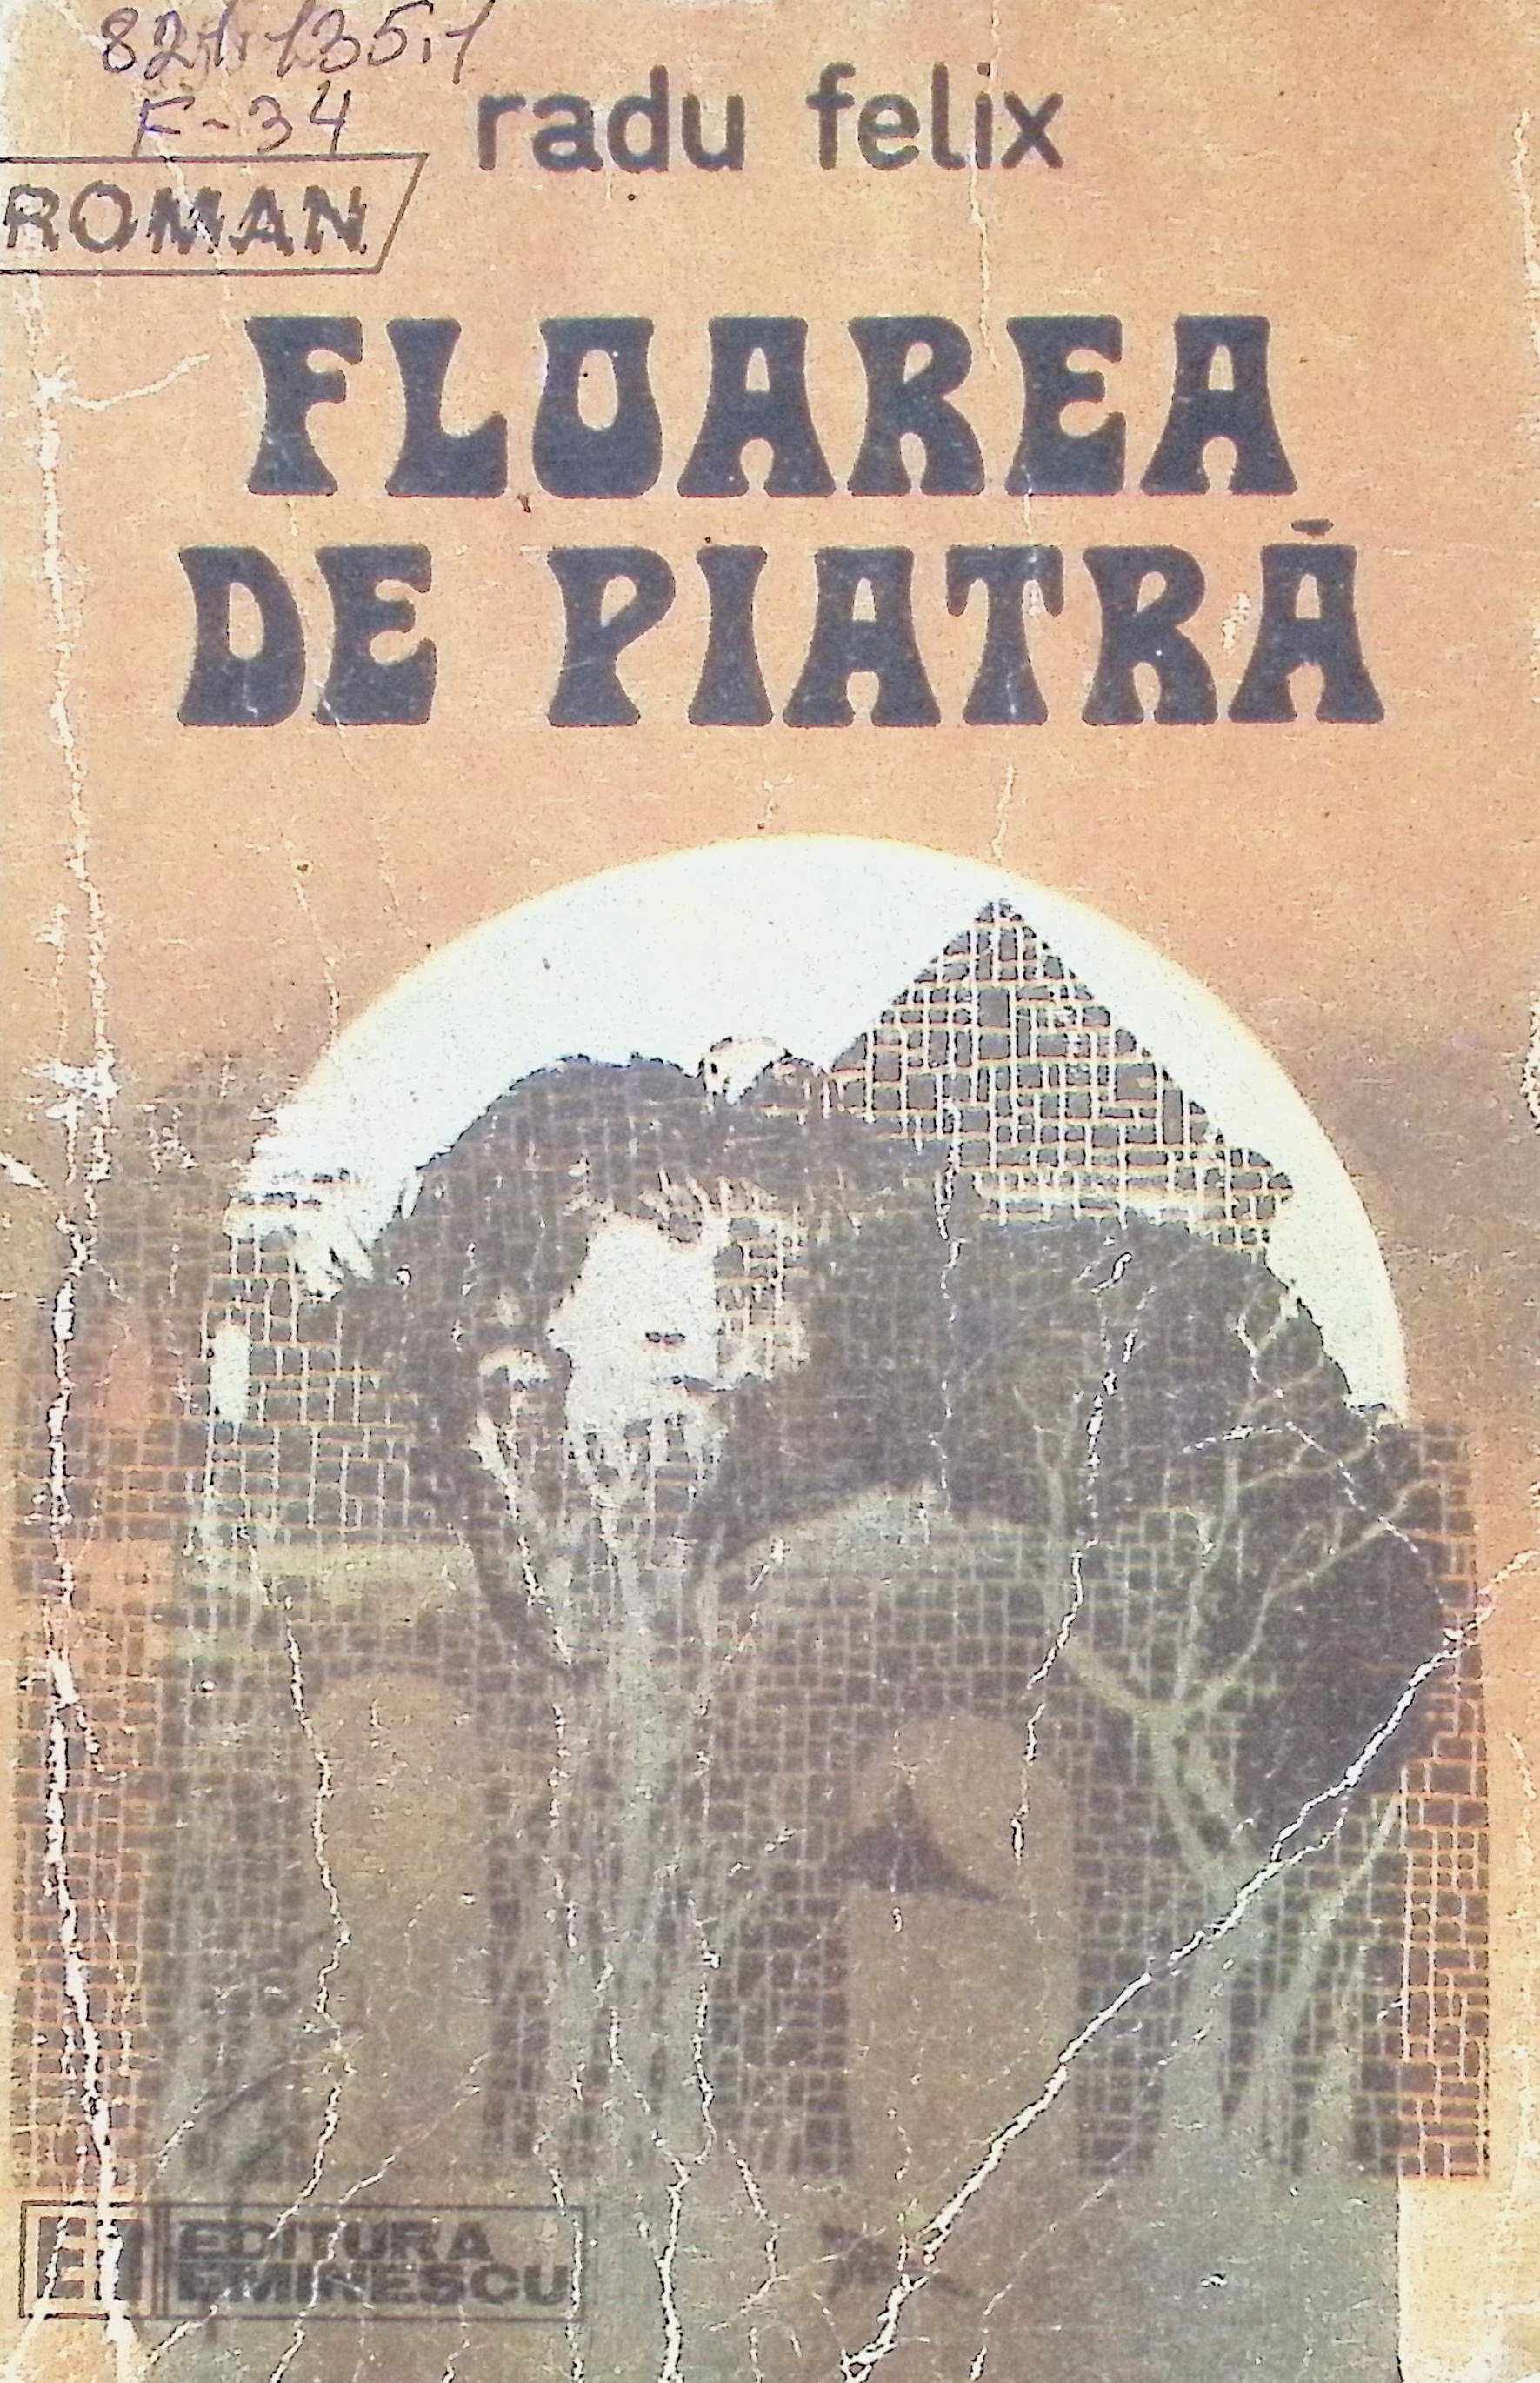 821.135.1
F-34
radu felix
ROMAN
FLOAREA
DE PIATRĂ
EDITURA
EMINESCU